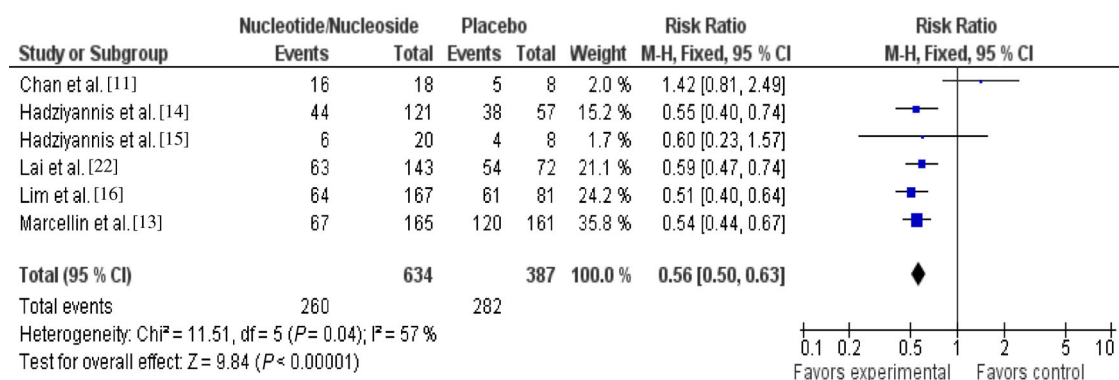 Nucleotide/Nucleoside Placebo Risk Ratio Risk Ratio
Study or Subgroup Events Total Events Total Weight M-H, Fixed, 95 % CI M-H, Fixed, 95 % CI
Chan et al. [11] 16 18 5 8 2.0 % 1.42 [0.81, 2.49]
Hadziyannis et al. [14] 44 121 38 57 15.2 % 0.55 [0.40, 0.74]
Hadziyannis et al. [15] 6 20 4 8 1.7 % 0.60 [0.23, 1.57]
Lai et al. [22] 63 143 54 72 21.1 % 0.59 [0.47, 0.74]
Lim et al. [16] 64 167 61 81 24.2 % 0.51 [0.40, 0.64]
Marcellin et al. [13] 67 165 120 161 35.8 % 0.54 [0.44, 0.67]
Total (95 % CI) 634 387 100.0 % 0.56 [0.50, 0.63]
Total events 260 282
Heterogeneity: Chi² = 11.51, df = 5 (P = 0.04); I² = 57 %
Test for overall effect: Z = 9.84 (P < 0.00001)
0.1 0.2 0.5 1 2 5 10
Favors experimental Favors control